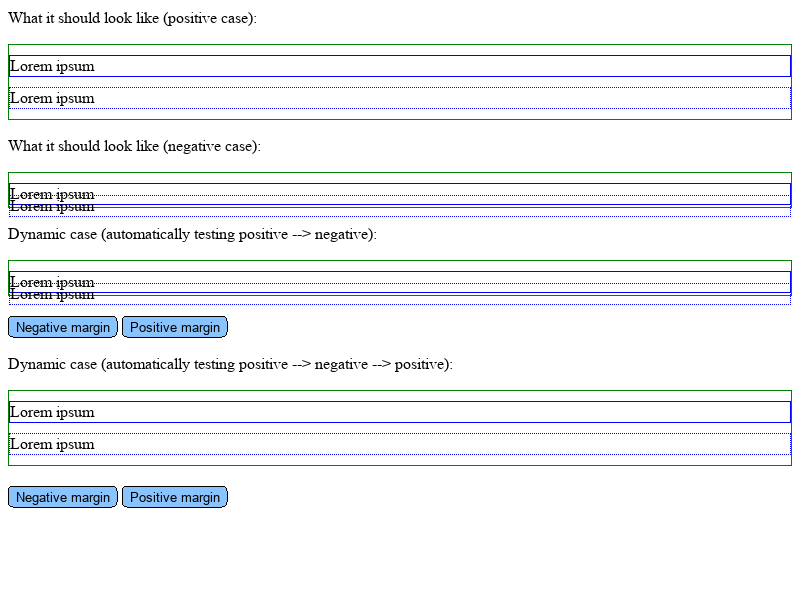 What it should look like (positive case):
Lorem ipsum
Lorem ipsum
What it should look like (negative case):
Lorem ipsum
Lorem ipsum
Dynamic case (automatically testing positive --> negative):
Lorem ipsum
Lorem ipsum
Negative margin Positive margin
Dynamic case (automatically testing positive --> negative --> positive):
Lorem ipsum
Lorem ipsum
Negative margin Positive margin